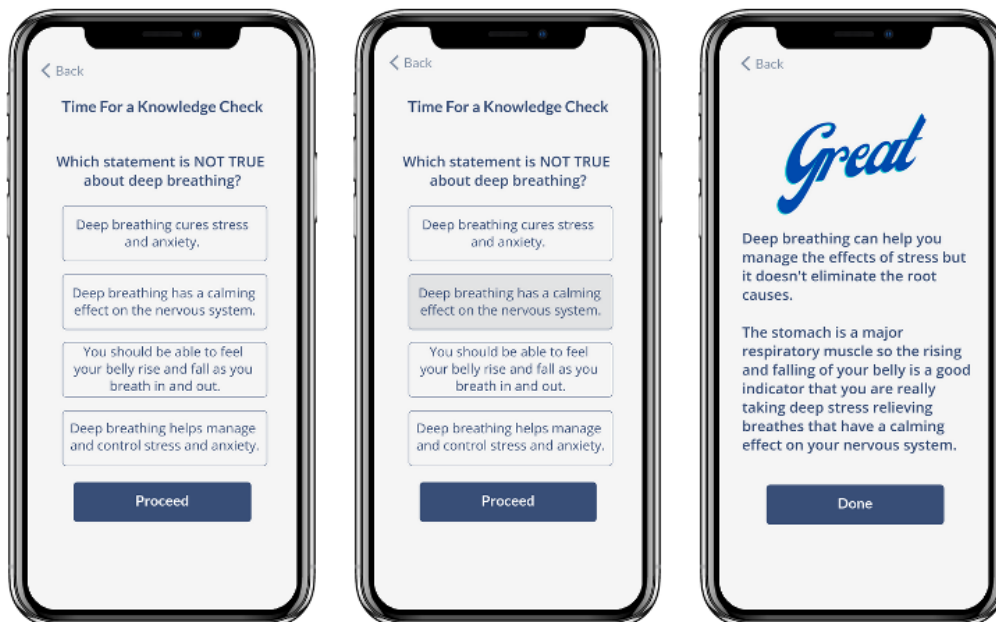 Back
Time For a Knowledge Check
Which statement is NOT TRUE
about deep breathing?
Deep breathing cures stress
and anxiety.
Deep breathing has a calming
effect on the nervous system.
You should be able to feel
your belly rise and fall as you
breath in and out.
Deep breathing helps manage
and control stress and anxiety.
Proceed
Back
Time For a Knowledge Check
Which statement is NOT TRUE
about deep breathing?
Deep breathing cures stress
and anxiety.
Deep breathing has a calming
effect on the nervous system.
You should be able to feel
your belly rise and fall as you
breath in and out.
Deep breathing helps manage
and control stress and anxiety.
Proceed
Back
Great
Deep breathing can help you
manage the effects of stress but
it doesn't eliminate the root
causes.
The stomach is a major
respiratory muscle so the rising
and falling of your belly is a good
indicator that you are really
taking deep stress relieving
breathes that have a calming
effect on your nervous system.
Done